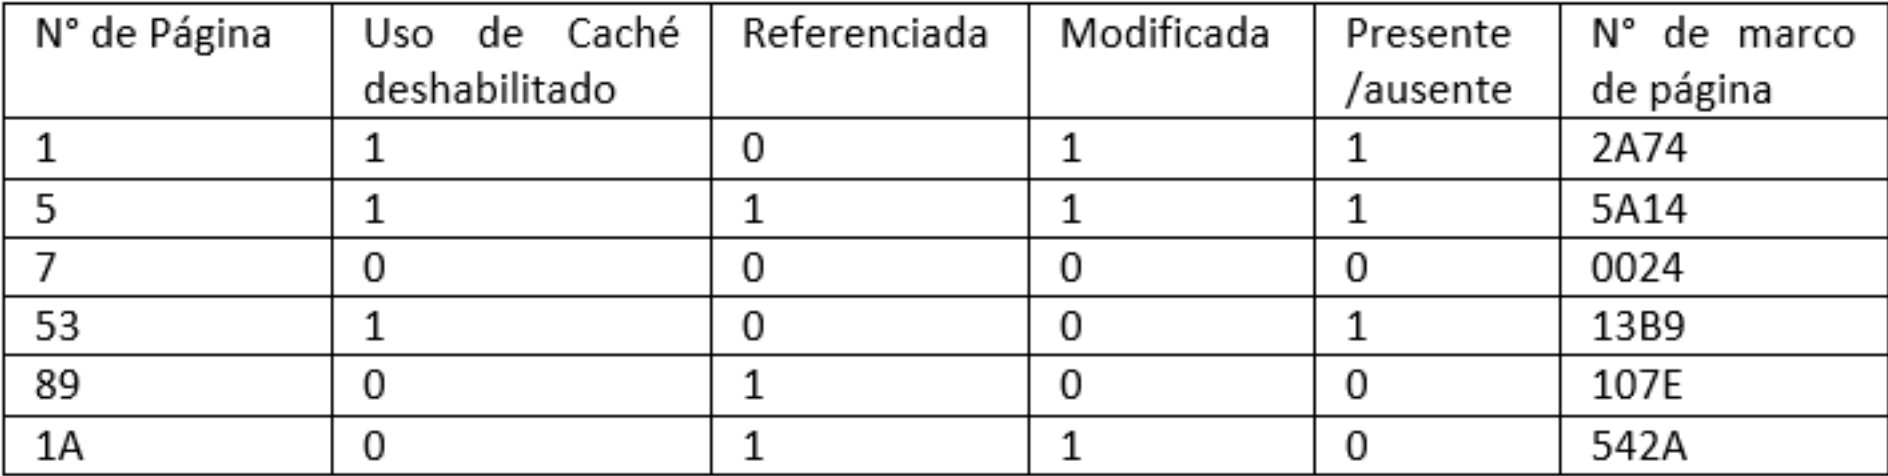 N° de Página Uso de Caché deshabilitado Referenciada Modificada Presente /ausente N° de marco de página
1 1 0 1 1 2A74
5 1 1 1 1 5A14
7 0 0 0 0 0024
53 1 0 0 1 13B9
89 0 1 0 0 107E
1A 0 1 1 0 542A